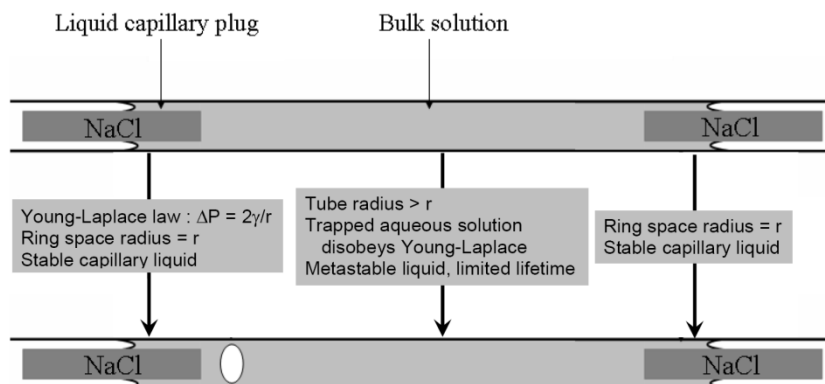 Liquid capillary plug
Bulk solution
NaCl
NaCl
Young-Laplace law : ΔP = 2γ/r
Ring space radius = r
Stable capillary liquid
Tube radius > r
Trapped aqueous solution
disobeys Young-Laplace
Metastable liquid, limited lifetime
Ring space radius = r
Stable capillary liquid
NaCl
NaCl